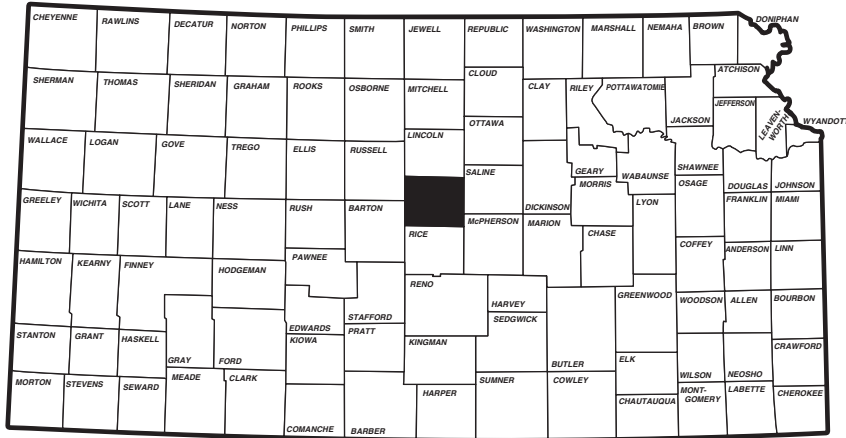 CHEYENNE
RAWLINS
DECATUR
NORTON
PHILLIPS
SMITH
JEWELL
REPUBLIC
WASHINGTON
MARSHALL
NEMAHA
BROWN
DONIPHAN
SHERMAN
THOMAS
SHERIDAN
GRAHAM
ROOKS
OSBORNE
MITCHELL
CLOUD
CLAY
RILEY
POTTAWATOMIE
JACKSON
ATCHISON
JEFFERSON
LEAVEN-
WORTH
WYANDOTT
WALLACE
LOGAN
GOVE
TREGO
ELLIS
RUSSELL
LINCOLN
OTTAWA
SALINE
DICKINSON
GEARY
MORRIS
WABAUNSE
SHAWNEE
OSAGE
DOUGLAS
JOHNSON
GREELEY
WICHITA
SCOTT
LANE
NESS
RUSH
BARTON
RICE
McPHERSON
MARION
CHASE
LYON
FRANKLIN
MIAMI
HAMILTON
KEARNY
FINNEY
HODGEMAN
PAWNEE
STAFFORD
RENO
HARVEY
SEDGWICK
BUTLER
GREENWOOD
COFFEY
ANDERSON
LINN
WOODSON
ALLEN
BOURBON
STANTON
GRANT
HASKELL
GRAY
FORD
EDWARDS
KIOWA
PRATT
KINGMAN
ELK
WILSON
NEOSHO
CRAWFORD
MORTON
STEVENS
SEWARD
MEADE
CLARK
COMANCHE
BARBER
HARPER
SUMNER
COWLEY
CHAUTAUQUA
MONT-
GOMERY
LABETTE
CHEROKEE